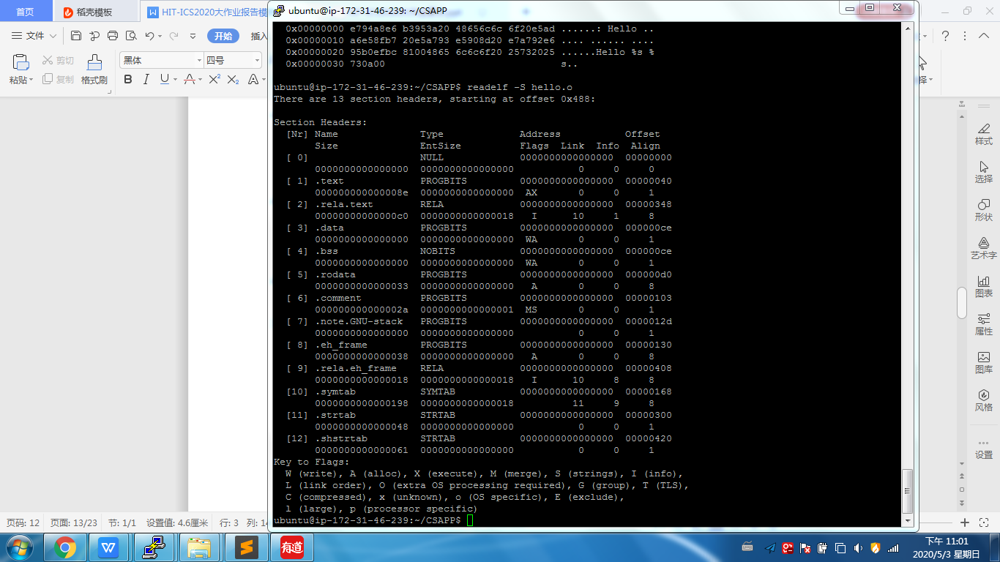 首页
稻壳模板
HIT-ICS2020大作业报告模
ubuntu@ip-172-31-46-239: ~/CSAPP
文件
开始
插入
粘贴
剪切
复制
格式刷
黑体
四号
B I U A X² X₂ A
0x00000000 e794a8e6 b3953a20 48656c6c 6f20e5ad ......: Hello ..
0x00000010 a6e58fb7 20e5a793 e5908d20 e7a792e6 .... ...... ....
0x00000020 95b0efbc 81004865 6c6c6f20 25732025 ......Hello %s %
0x00000030 730a00 s..
ubuntu@ip-172-31-46-239:~/CSAPP$ readelf -S hello.o
There are 13 section headers, starting at offset 0x488:
Section Headers:
[Nr] Name Type Address Offset
Size EntSize Flags Link Info Align
[ 0] NULL 0000000000000000 00000000
0000000000000000 0000000000000000 0 0 0
[ 1] .text PROGBITS 0000000000000000 00000040
000000000000008e 0000000000000000 AX 0 0 1
[ 2] .rela.text RELA 0000000000000000 00000348
00000000000000c0 0000000000000018 I 10 1 8
[ 3] .data PROGBITS 0000000000000000 000000ce
0000000000000000 0000000000000000 WA 0 0 1
[ 4] .bss NOBITS 0000000000000000 000000ce
0000000000000000 0000000000000000 WA 0 0 1
[ 5] .rodata PROGBITS 0000000000000000 000000d0
0000000000000033 0000000000000000 A 0 0 8
[ 6] .comment PROGBITS 0000000000000000 00000103
000000000000002a 0000000000000001 MS 0 0 1
[ 7] .note.GNU-stack PROGBITS 0000000000000000 0000012d
0000000000000000 0000000000000000 0 0 1
[ 8] .eh_frame PROGBITS 0000000000000000 00000130
0000000000000038 0000000000000000 A 0 0 8
[ 9] .rela.eh_frame RELA 0000000000000000 00000408
0000000000000018 0000000000000018 I 10 8 8
[10] .symtab SYMTAB 0000000000000000 00000168
0000000000000198 0000000000000018 11 9 8
[11] .strtab STRTAB 0000000000000000 00000300
0000000000000048 0000000000000000 0 0 1
[12] .shstrtab STRTAB 0000000000000000 00000420
0000000000000061 0000000000000000 0 0 1
Key to Flags:
W (write), A (alloc), X (execute), M (merge), S (strings), I (info),
L (link order), O (extra OS processing required), G (group), T (TLS),
C (compressed), x (unknown), o (OS specific), E (exclude),
l (large), p (processor specific)
ubuntu@ip-172-31-46-239:~/CSAPP$
样式
选择
形状
艺术字
图表
属性
图库
风格
设置
页码: 12 页面: 13/23 节: 1/1 设置值: 4.6厘米 行: 3
有道
下午 11:01
2020/5/3 星期日